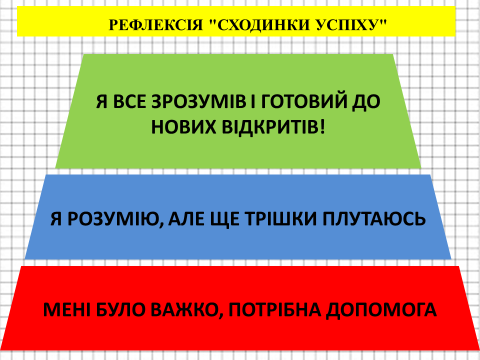 РЕФЛЕКСІЯ "СХОДИНКИ УСПІХУ"
Я ВСЕ ЗРОЗУМІВ І ГОТОВИЙ ДО
НОВИХ ВІДКРИТІВ!
Я РОЗУМІЮ, АЛЕ ЩЕ ТРІШКИ ПЛУТАЮСЬ
МЕНІ БУЛО ВАЖКО, ПОТРІБНА ДОПОМОГА